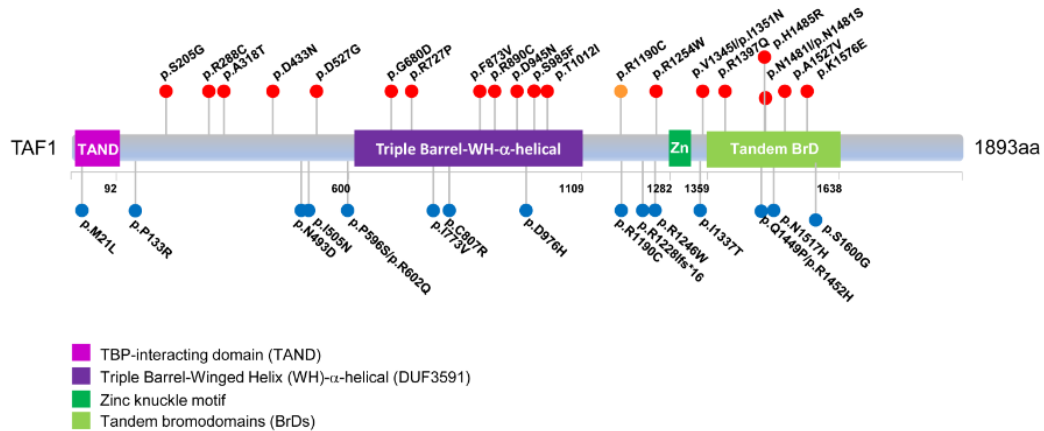 p.S205G
p.R288C
p.A318T
p.D433N
p.D527G
p.G680D
p.R727P
p.F873V
p.R890C
p.D945N
p.S985F
p.T1012I
p.R1190C
p.R1254W
p.V1345I/p.I1351N
p.R1397Q
p.H1485R
p.N1481I/p.N1481S
p.A1527V
p.K1576E
TAF1
TAND
Triple Barrel-WH-α-helical
Zn
Tandem BrD
1893aa
92
600
1109
1282
1359
1638
p.M21L
p.P133R
p.N493D
p.I505N
p.P596S/p.R602Q
p.I773V
p.C807R
p.D976H
p.R1190C
p.R1228Ifs*16
p.R1246W
p.I1337T
p.Q1449P/p.R1452H
p.N1517H
p.S1600G
TBP-interacting domain (TAND)
Triple Barrel-Winged Helix (WH)-α-helical (DUF3591)
Zinc knuckle motif
Tandem bromodomains (BrDs)